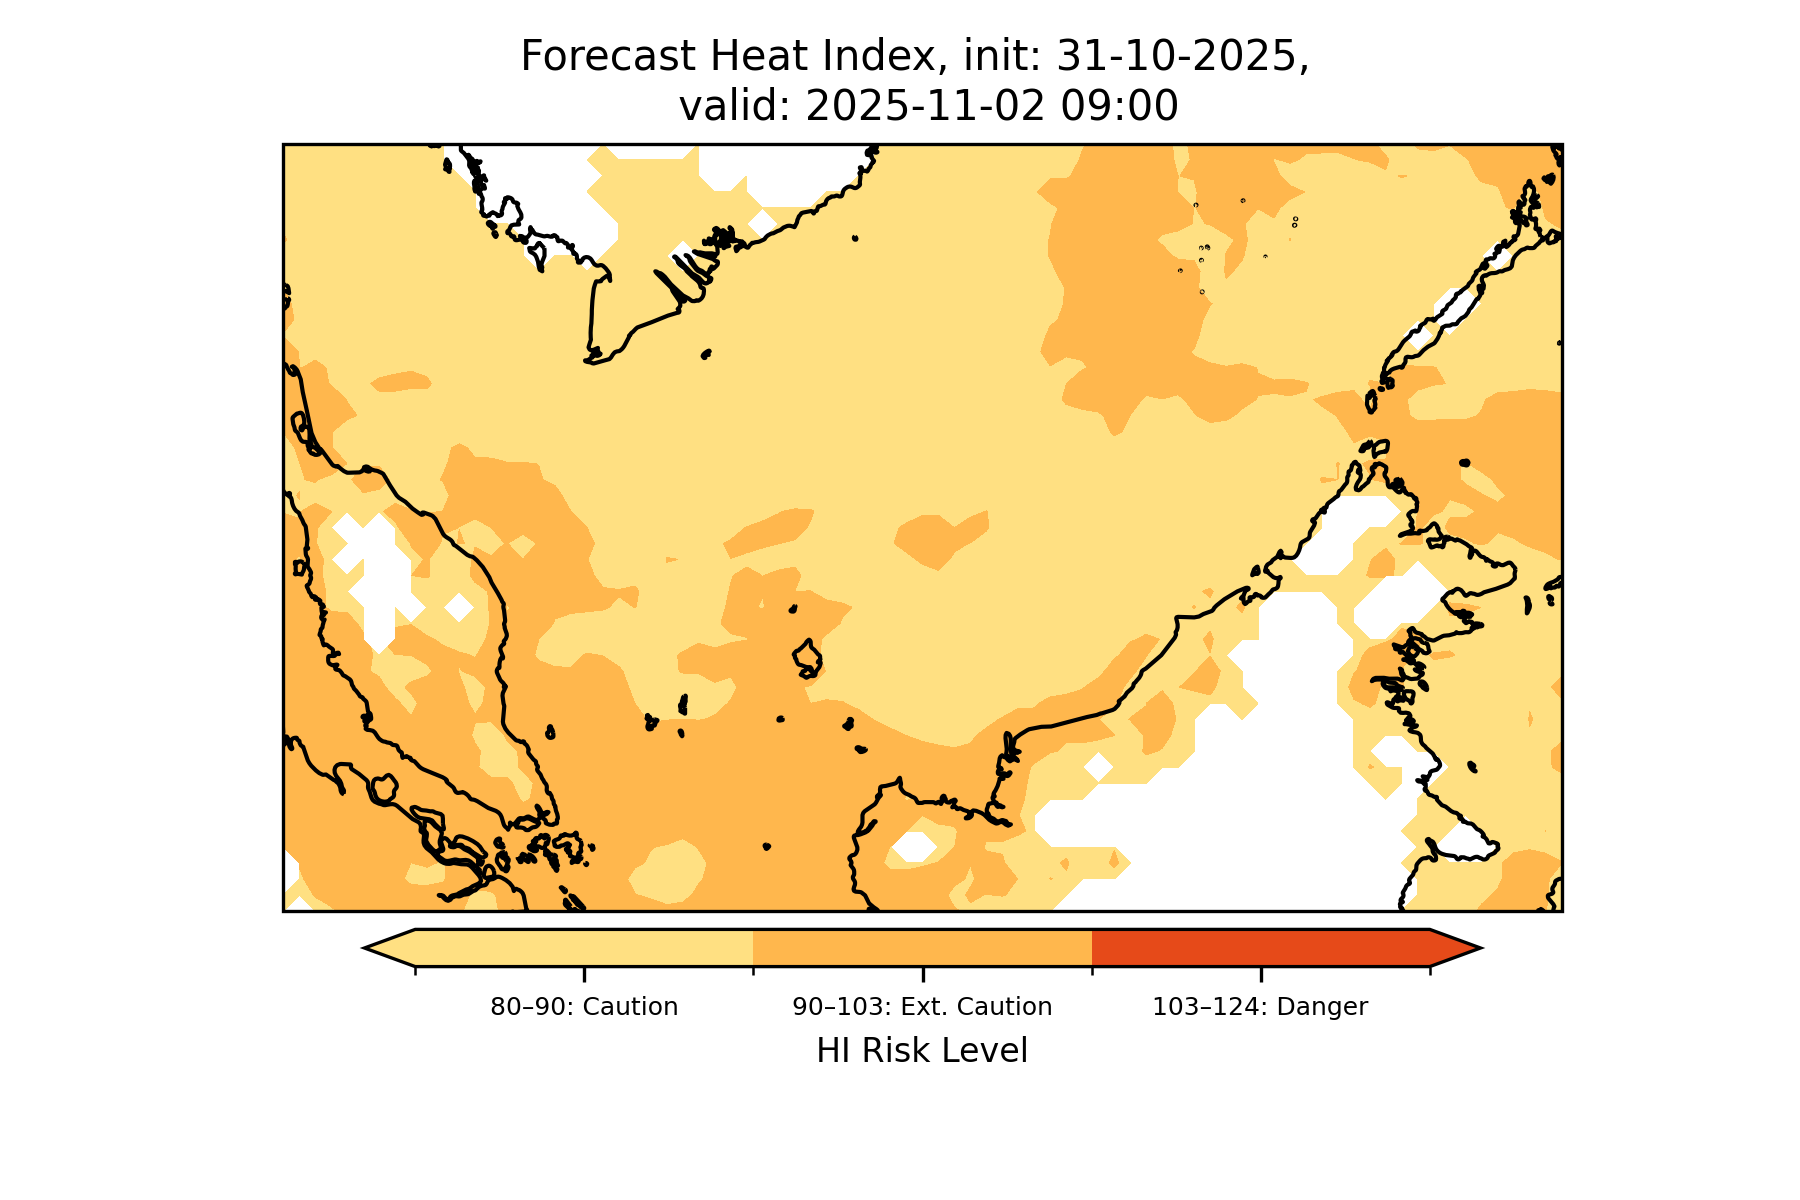 Forecast Heat Index, init: 31-10-2025,
valid: 2025-11-02 09:00
80–90: Caution
90–103: Ext. Caution
103–124: Danger
HI Risk Level